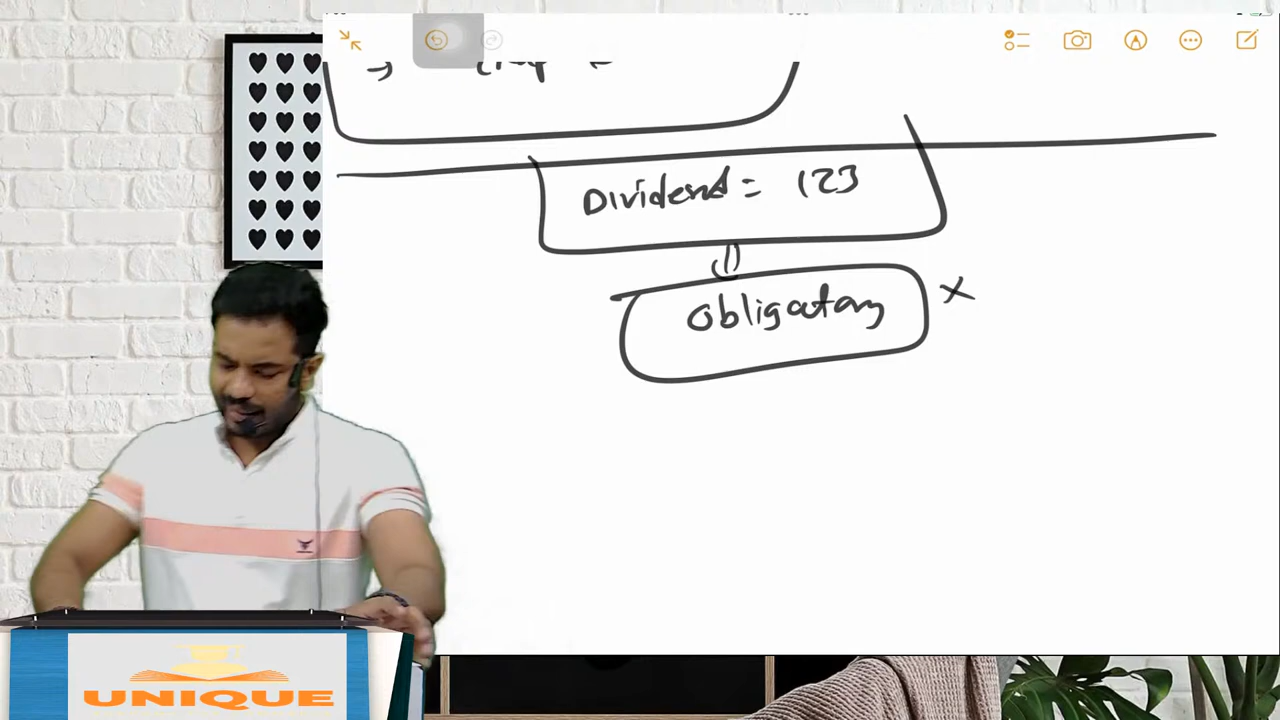 Dividend = 123
Obligatory ×
UNIQUE